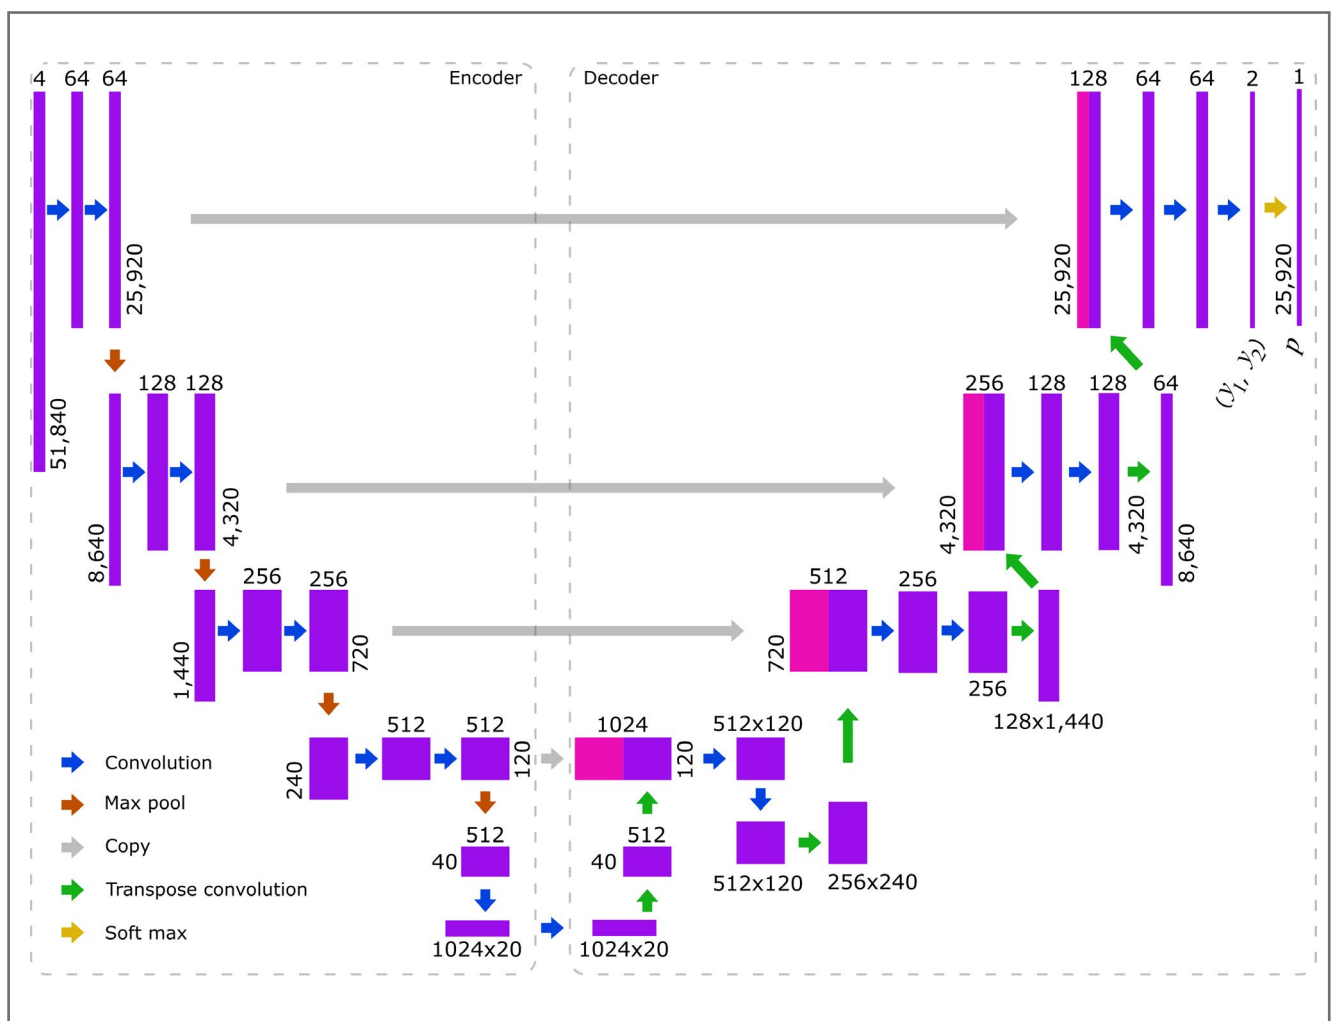 Encoder
Decoder
4 64 64
128 64 64 2 1
25,920
51,840
25,920
25,920
(y₁, y₂)
p
128 128
256 128 128 64
8,640
4,320
4,320
4,320
8,640
256 256
512 256
1,440
720
720
256
128x1,440
512 512
1024
512x120
240
120
120
512
40
512
40
512x120
256x240
1024x20
1024x20
Convolution
Max pool
Copy
Transpose convolution
Soft max